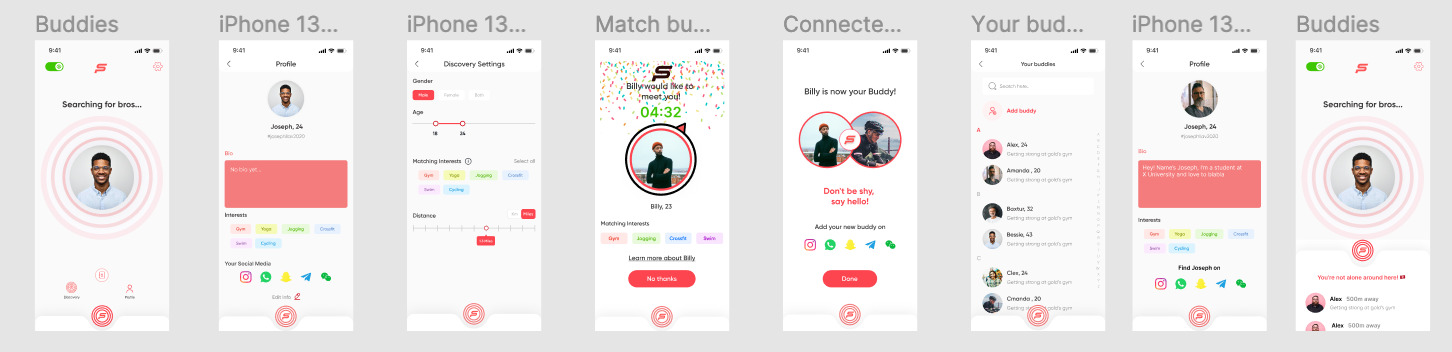 Buddies
9:41
Searching for bros...
Discovery
Profile
iPhone 13...
9:41
Profile
Joseph, 24
Bio
No bio yet...
Interests
Gym
Yoga
Jogging
Crossfit
Swim
Cycling
Your Social Media
Edit Info
iPhone 13...
9:41
Discovery Settings
Gender
Male
Female
Both
Age
18
24
Matching Interests
Select all
Gym
Yoga
Jogging
Crossfit
Swim
Cycling
Distance
Match bu...
9:41
Billy would like to
meet you!
04:32
Billy, 23
Matching Interests
Gym
Jogging
Crossfit
Swim
Learn more about Billy
No thanks
Connecte...
9:41
Billy is now your Buddy!
Don't be shy,
say hello!
Add your new buddy on
Done
Your bud...
9:41
Your buddies
Search here...
Add buddy
A
Alex, 24
Getting strong at gold's gym
Amanda , 20
Getting strong at gold's gym
B
Boxtur, 32
Getting strong at gold's gym
Bessie, 43
Getting strong at gold's gym
C
Clex, 24
Getting strong at gold's gym
Cmanda , 20
Getting strong at gold's gym
iPhone 13...
9:41
Profile
Joseph, 24
Bio
Hey! Name's Joseph, I'm a student at
X University and love to blabla
Interests
Gym
Yoga
Jogging
Crossfit
Swim
Cycling
Find Joseph on
Buddies
9:41
Searching for bros...
You're not alone around here!
Alex 500m away
Getting strong at gold's gym
Alex 500m away